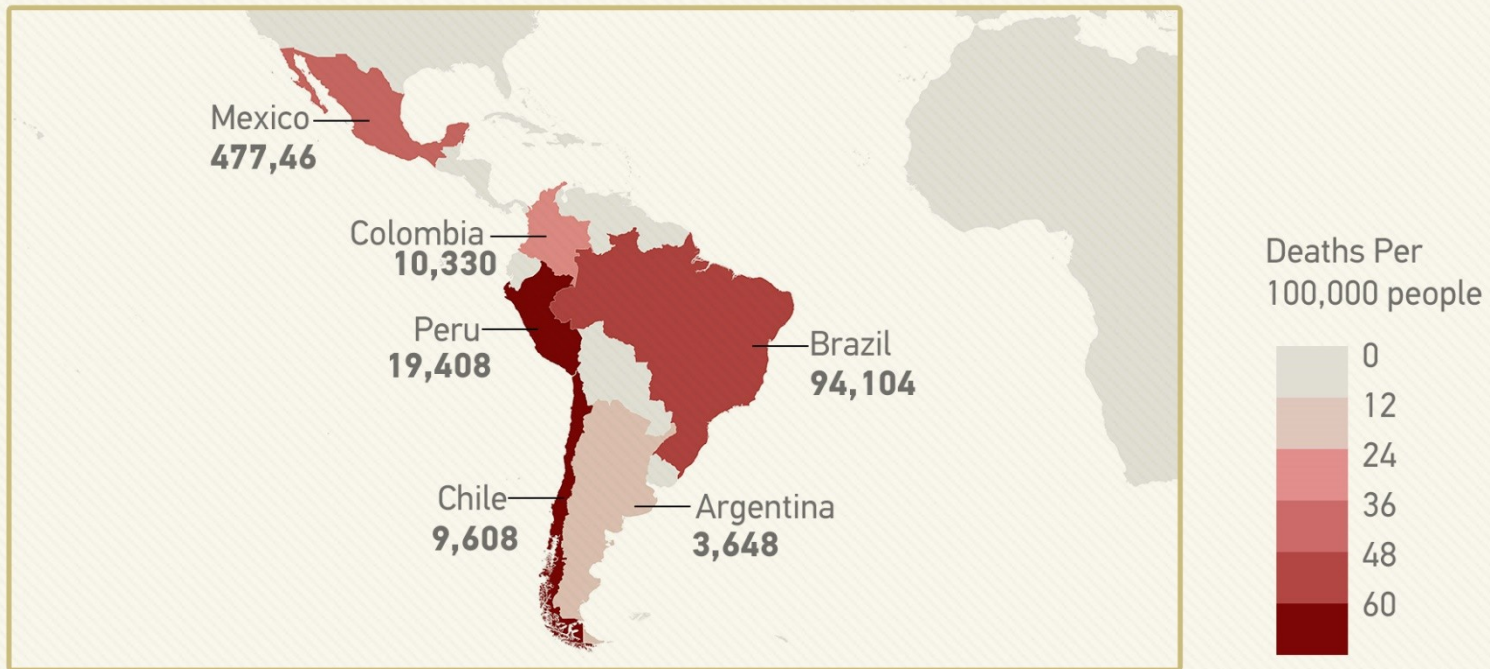 Mexico
477,46
Colombia
10,330
Peru
19,408
Brazil
94,104
Chile
9,608
Argentina
3,648
Deaths Per
100,000 people
0
12
24
36
48
60